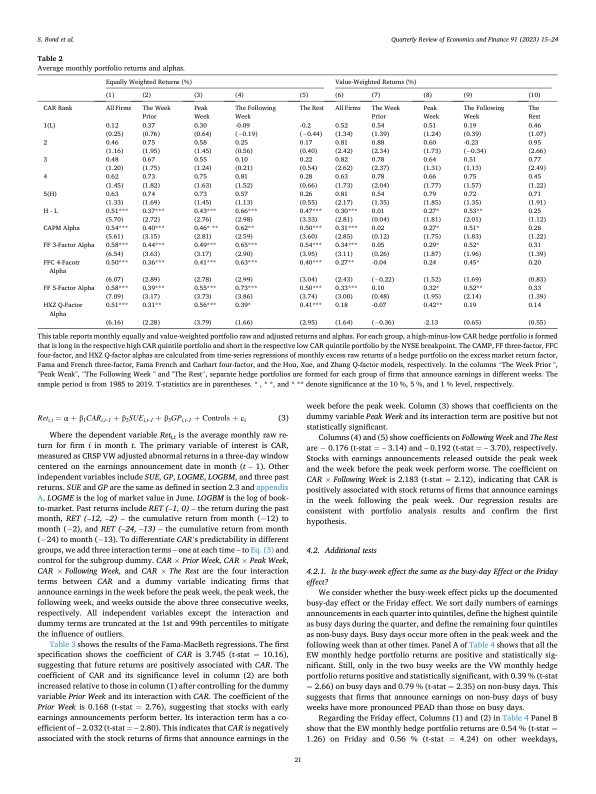 S. Bond et al.
Quarterly Review of Economics and Finance 91 (2023) 15–24
Table 2
Average monthly portfolio returns and alphas.
Equally Weighted Returns (%) Value-Weighted Returns (%)
(1) (2) (3) (4) (5) (6) (7) (8) (9) (10)
CAR Rank All Firms The Week Prior Peak Week The Following Week The Rest All Firms The Week Prior Peak Week The Following Week The Rest
1(L) 0.12 0.37 0.30 -0.09 -0.2 0.52 0.54 0.51 0.19 0.46
(0.25) (0.76) (0.64) (−0.19) (−0.44) (1.34) (1.39) (1.24) (0.39) (1.07)
2 0.46 0.75 0.58 0.25 0.17 0.81 0.88 0.60 -0.23 0.95
(1.16) (1.95) (1.45) (0.56) (0.40) (2.42) (2.34) (1.73) (−0.34) (2.66)
3 0.48 0.67 0.55 0.10 0.22 0.82 0.78 0.64 0.51 0.77
(1.20) (1.75) (1.24) (0.21) (0.54) (2.62) (2.37) (1.31) (1.13) (2.49)
4 0.62 0.73 0.75 0.81 0.28 0.63 0.78 0.66 0.75 0.45
(1.45) (1.82) (1.63) (1.52) (0.66) (1.73) (2.04) (1.77) (1.57) (1.22)
5(H) 0.63 0.74 0.73 0.57 0.26 0.81 0.54 0.79 0.72 0.71
(1.33) (1.69) (1.45) (1.13) (0.55) (2.17) (1.35) (1.85) (1.35) (1.91)
H - L 0.51*** 0.37*** 0.43*** 0.66*** 0.47*** 0.30*** 0.01 0.27* 0.53** 0.25
(5.70) (2.72) (2.76) (2.98) (3.33) (2.81) (0.04) (1.81) (2.01) (1.12)
CAPM Alpha 0.54*** 0.40*** 0.46* ** 0.62** 0.50*** 0.31*** 0.02 0.27* 0.51* 0.28
(5.61) (3.15) (2.81) (2.59) (3.60) (2.85) (0.12) (1.75) (1.83) (1.22)
FF 3-Factor Alpha 0.58*** 0.44*** 0.49*** 0.65*** 0.54*** 0.34*** 0.05 0.29* 0.52* 0.31
(6.54) (3.63) (3.17) (2.90) (3.95) (3.11) (0.26) (1.87) (1.96) (1.39)
FFC 4-Facotr Alpha 0.50*** 0.36*** 0.41*** 0.63*** 0.40*** 0.27** -0.04 0.24 0.45* 0.20
(6.07) (2.89) (2.78) (2.99) (3.04) (2.43) (−0.22) (1.52) (1.69) (0.83)
FF 5-Factor Alpha 0.58*** 0.39*** 0.55*** 0.73*** 0.50*** 0.33*** 0.10 0.32* 0.52** 0.33
(7.09) (3.17) (3.73) (3.86) (3.74) (3.00) (0.48) (1.95) (2.14) (1.39)
HXZ Q-Factor Alpha 0.51*** 0.31** 0.56*** 0.39* 0.41*** 0.18 -0.07 0.42** 0.19 0.14
(6.16) (2.28) (3.79) (1.66) (2.95) (1.64) (−0.36) -2.13 (0.65) (0.55)
This table reports monthly equally and value-weighted portfolio raw and adjusted returns and alphas. For each group, a high-minus-low CAR hedge portfolio is formed
that is long in the respective high CAR quintile portfolio and short in the respective low CAR quintile portfolio by the NYSE breakpoint. The CAMP, FF three-factor, FFC
four-factor, and HXZ Q-factor alphas are calculated from time-series regressions of monthly excess raw returns of a hedge portfolio on the excess market return factor,
Fama and French three-factor, Fama French and Carhart four-factor, and the Hou, Xue, and Zhang Q-factor models, respectively. In the columns "The Week Prior ",
"Peak Week", "The Following Week " and "The Rest", separate hedge portfolios are formed for each group of firms that announce earnings in different weeks. The
sample period is from 1985 to 2019. T-statistics are in parentheses. * , * *, and * ** denote significance at the 10 %, 5 %, and 1 % level, respectively.
Ret i,t = α + β1CAR i,t-1 + β2SUE i,t-1 + β3GP i,t-1 + Controls + εi (3)
Where the dependent variable Ret i,t is the average monthly raw re-
turn for firm i in month t. The primary variable of interest is CAR,
measured as CRSP VW adjusted abnormal returns in a three-day window
centered on the earnings announcement date in month (t − 1). Other
independent variables include SUE, GP, LOGME, LOGBM, and three past
returns. SUE and GP are the same as defined in section 2.3 and appendix
A. LOGME is the log of market value in June. LOGBM is the log of book-
to-market. Past returns include RET (–1, 0) – the return during the past
month, RET (–12, –2) – the cumulative return from month (−12) to
month (−2), and RET (–24, –13) – the cumulative return from month
(−24) to month (−13). To differentiate CAR's predictability in different
groups, we add three interaction terms – one at each time – to Eq. (3) and
control for the subgroup dummy. CAR × Prior Week, CAR × Peak Week,
CAR × Following Week, and CAR × The Rest are the four interaction
terms between CAR and a dummy variable indicating firms that
announce earnings in the week before the peak week, the peak week, the
following week, and weeks outside the above three consecutive weeks,
respectively. All independent variables except the interaction and
dummy terms are truncated at the 1st and 99th percentiles to mitigate
the influence of outliers.
Table 3 shows the results of the Fama-MacBeth regressions. The first
specification shows the coefficient of CAR is 3.745 (t-stat = 10.16),
suggesting that future returns are positively associated with CAR. The
coefficient of CAR and its significance level in column (2) are both
increased relative to those in column (1) after controlling for the dummy
variable Prior Week and its interaction with CAR. The coefficient of the
Prior Week is 0.168 (t-stat = 2.76), suggesting that stocks with early
earnings announcements perform better. Its interaction term has a co-
efficient of − 2.032 (t-stat = − 2.80). This indicates that CAR is negatively
associated with the stock returns of firms that announce earnings in the
week before the peak week. Column (3) shows that coefficients on the
dummy variable Peak Week and its interaction term are positive but not
statistically significant.
Columns (4) and (5) show coefficients on Following Week and The Rest
are − 0.176 (t-stat = − 3.14) and − 0.192 (t-stat = − 3.70), respectively.
Stocks with earnings announcements released outside the peak week
and the week before the peak week perform worse. The coefficient on
CAR × Following Week is 2.183 (t-stat = 2.12), indicating that CAR is
positively associated with stock returns of firms that announce earnings
in the week following the peak week. Our regression results are
consistent with portfolio analysis results and confirm the first
hypothesis.
4.2. Additional tests
4.2.1. Is the busy-week effect the same as the busy-day Effect or the Friday
effect?
We consider whether the busy-week effect picks up the documented
busy-day effect or the Friday effect. We sort daily numbers of earnings
announcements in each quarter into quintiles, define the highest quintile
as busy days during the quarter, and define the remaining four quintiles
as non-busy days. Busy days occur more often in the peak week and the
following week than at other times. Panel A of Table 4 shows that all the
EW monthly hedge portfolio returns are positive and statistically sig-
nificant. Still, only in the two busy weeks are the VW monthly hedge
portfolio returns positive and statistically significant, with 0.39 % (t-stat
= 2.66) on busy days and 0.79 % (t-stat = 2.35) on non-busy days. This
suggests that firms that announce earnings on non-busy days of busy
weeks have more pronounced PEAD than those on busy days.
Regarding the Friday effect, Columns (1) and (2) in Table 4 Panel B
show that the EW monthly hedge portfolio returns are 0.54 % (t-stat =
1.26) on Friday and 0.56 % (t-stat = 4.24) on other weekdays,
21